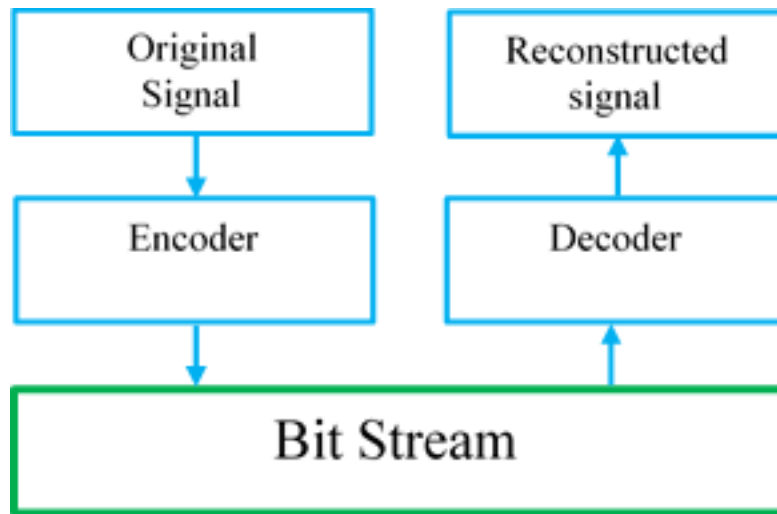 Original
Signal
Reconstructed
signal
Encoder
Decoder
Bit Stream